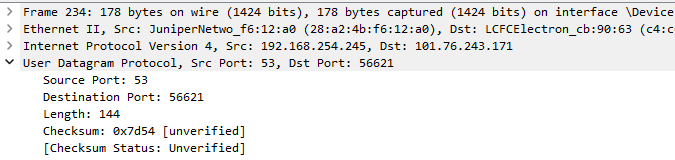 Frame 234: 178 bytes on wire (1424 bits), 178 bytes captured (1424 bits) on interface \Device
Ethernet II, Src: JuniperNetwo_f6:12:a0 (28:a2:4b:f6:12:a0), Dst: LCFCElectron_cb:90:63 (c4:c
Internet Protocol Version 4, Src: 192.168.254.245, Dst: 101.76.243.171
User Datagram Protocol, Src Port: 53, Dst Port: 56621
Source Port: 53
Destination Port: 56621
Length: 144
Checksum: 0x7d54 [unverified]
[Checksum Status: Unverified]